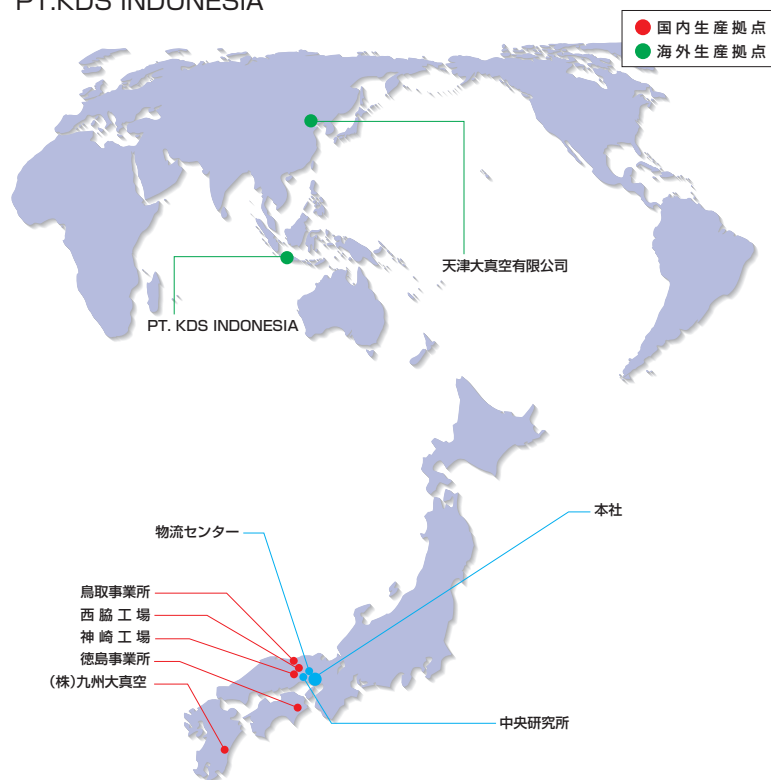 PT.KDS INDONESIA
国内生産拠点
海外生産拠点
天津大真空有限公司
PT. KDS INDONESIA
本社
物流センター
鳥取事業所
西脇工場
神崎工場
徳島事業所
(株)九州大真空
中央研究所